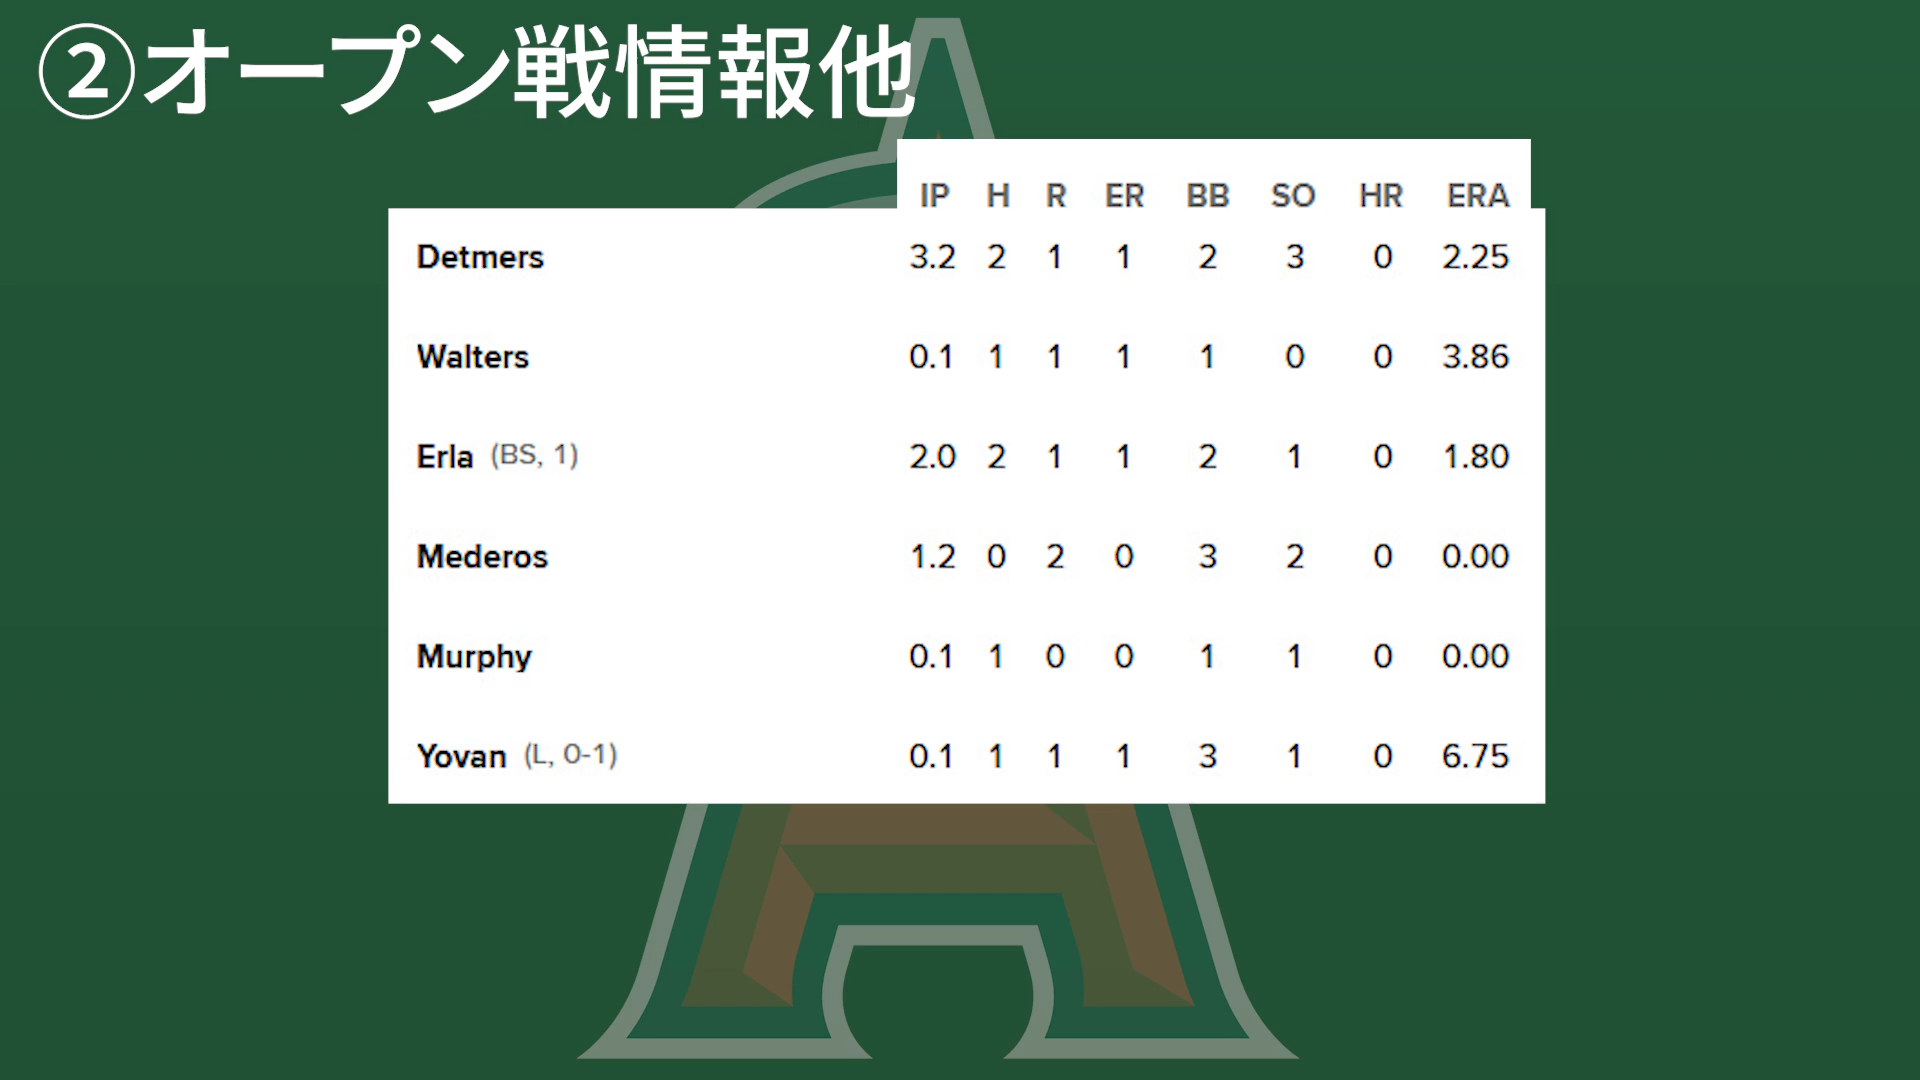 ②オープン戦情報他
IP H R ER BB SO HR ERA
Detmers 3.2 2 1 1 2 3 0 2.25
Walters 0.1 1 1 1 1 0 0 3.86
Erla (BS, 1) 2.0 2 1 1 2 1 0 1.80
Mederos 1.2 0 2 0 3 2 0 0.00
Murphy 0.1 1 0 0 1 1 0 0.00
Yovan (L, 0-1) 0.1 1 1 1 3 1 0 6.75